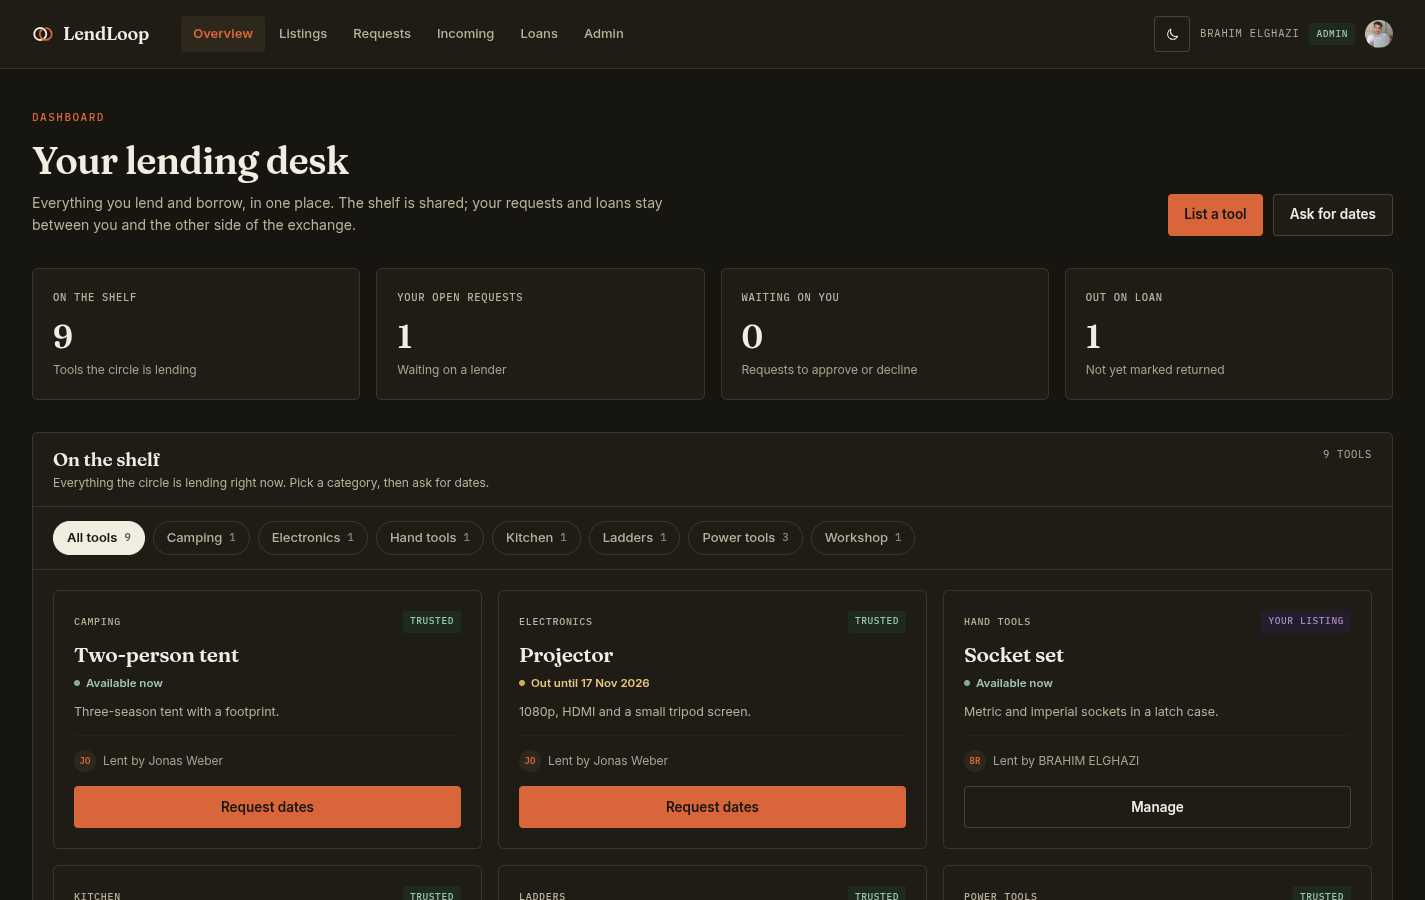 LendLoop
Overview
Listings
Requests
Incoming
Loans
Admin
BRAHIM ELGHAZI
ADMIN
DASHBOARD
Your lending desk
Everything you lend and borrow, in one place. The shelf is shared; your requests and loans stay
between you and the other side of the exchange.
List a tool
Ask for dates
ON THE SHELF
9
Tools the circle is lending
YOUR OPEN REQUESTS
1
Waiting on a lender
WAITING ON YOU
0
Requests to approve or decline
OUT ON LOAN
1
Not yet marked returned
On the shelf
9 TOOLS
Everything the circle is lending right now. Pick a category, then ask for dates.
All tools 9
Camping 1
Electronics 1
Hand tools 1
Kitchen 1
Ladders 1
Power tools 3
Workshop 1
CAMPING
TRUSTED
Two-person tent
Available now
Three-season tent with a footprint.
JO Lent by Jonas Weber
Request dates
ELECTRONICS
TRUSTED
Projector
Out until 17 Nov 2026
1080p, HDMI and a small tripod screen.
JO Lent by Jonas Weber
Request dates
HAND TOOLS
YOUR LISTING
Socket set
Available now
Metric and imperial sockets in a latch case.
BR Lent by BRAHIM ELGHAZI
Manage
KITCHEN
TRUSTED
LADDERS
TRUSTED
POWER TOOLS
TRUSTED